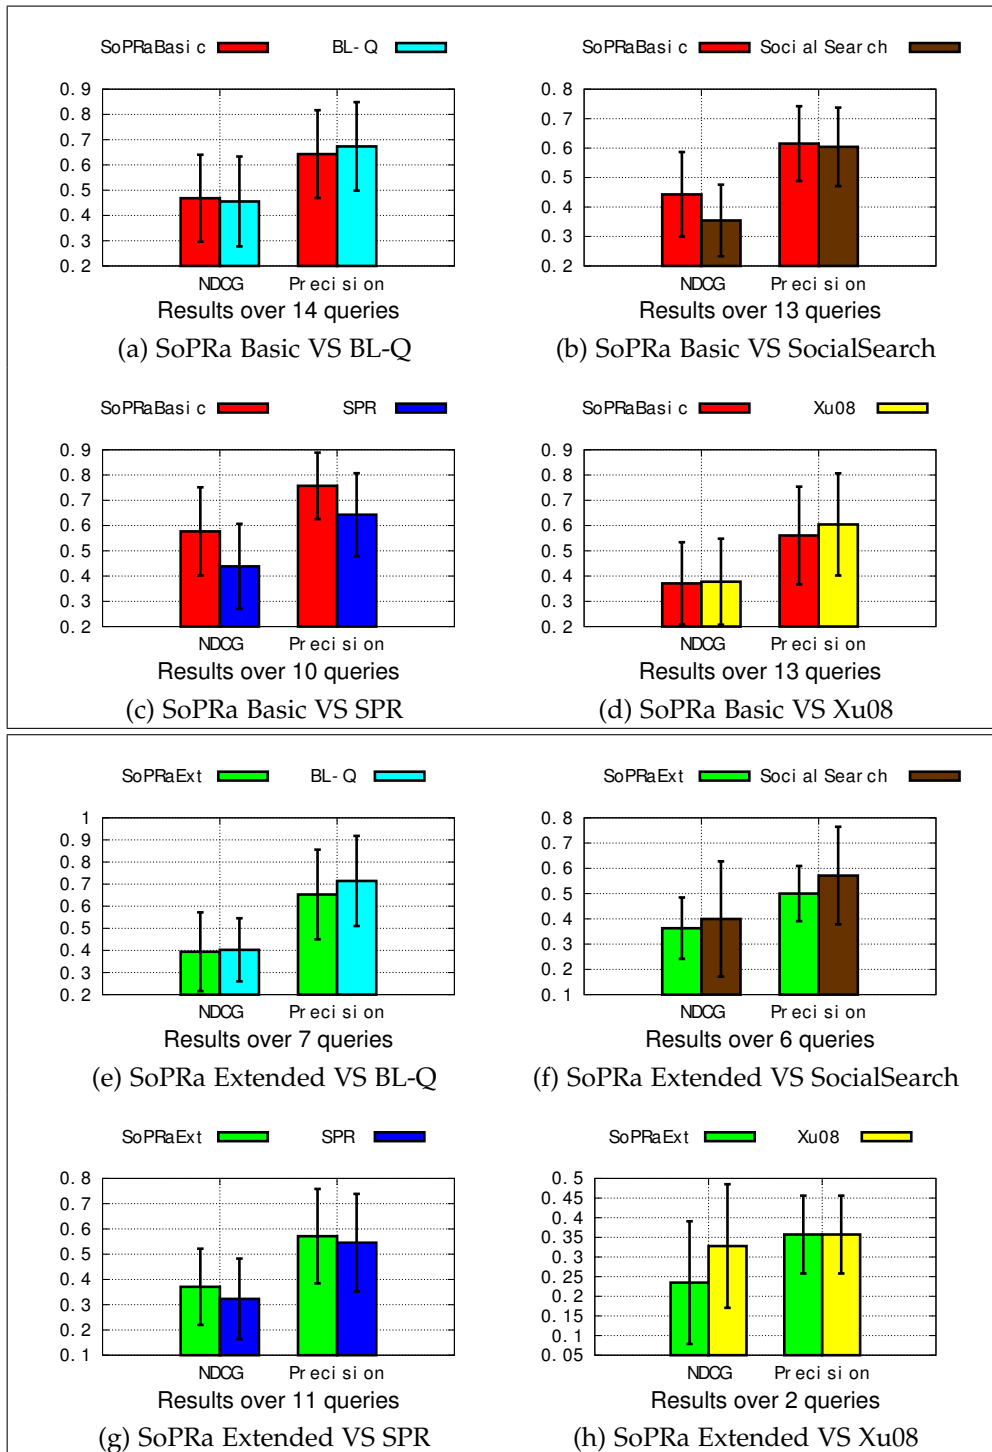 SoPRaBasic BL-Q
0.9
0.8
0.7
0.6
0.5
0.4
0.3
0.2
NDCG Precision
Results over 14 queries
(a) SoPRa Basic VS BL-Q
SoPRaBasic SocialSearch
0.8
0.7
0.6
0.5
0.4
0.3
0.2
NDCG Precision
Results over 13 queries
(b) SoPRa Basic VS SocialSearch
SoPRaBasic SPR
0.9
0.8
0.7
0.6
0.5
0.4
0.3
0.2
NDCG Precision
Results over 10 queries
(c) SoPRa Basic VS SPR
SoPRaBasic Xu08
0.9
0.8
0.7
0.6
0.5
0.4
0.3
0.2
NDCG Precision
Results over 13 queries
(d) SoPRa Basic VS Xu08
SoPRaExt BL-Q
1
0.9
0.8
0.7
0.6
0.5
0.4
0.3
0.2
NDCG Precision
Results over 7 queries
(e) SoPRa Extended VS BL-Q
SoPRaExt SocialSearch
0.8
0.7
0.6
0.5
0.4
0.3
0.2
0.1
NDCG Precision
Results over 6 queries
(f) SoPRa Extended VS SocialSearch
SoPRaExt SPR
0.8
0.7
0.6
0.5
0.4
0.3
0.2
0.1
NDCG Precision
Results over 11 queries
(g) SoPRa Extended VS SPR
SoPRaExt Xu08
0.5
0.45
0.4
0.35
0.3
0.25
0.2
0.15
0.1
0.05
NDCG Precision
Results over 2 queries
(h) SoPRa Extended VS Xu08